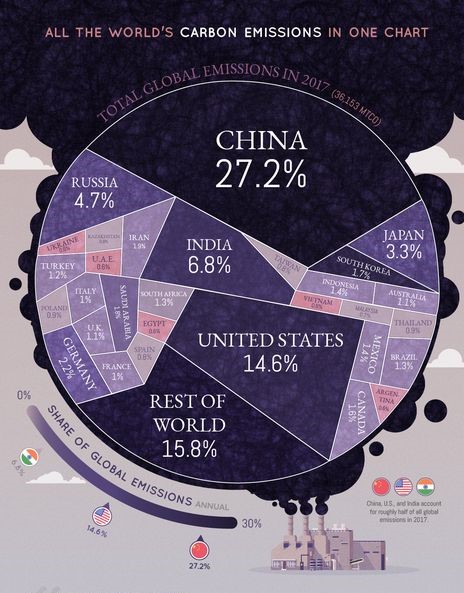 ALL THE WORLD'S CARBON EMISSIONS IN ONE CHART
TOTAL GLOBAL EMISSIONS IN 2017 (36,153 MTCO2)
CHINA
27.2%
RUSSIA
4.7%
JAPAN
3.3%
UKRAINE
0.6%
KAZAKHSTAN
0.8%
IRAN
1.9%
INDIA
6.8%
TAIWAN
0.8%
SOUTH KOREA
1.7%
TURKEY
1.2%
U.A.E.
0.6%
INDONESIA
1.4%
AUSTRALIA
1.1%
ITALY
1%
SAUDI ARABIA
1.8%
SOUTH AFRICA
1.3%
VIETNAM
0.6%
MALAYSIA
0.7%
POLAND
0.9%
U.K.
1.1%
EGYPT
0.6%
THAILAND
0.9%
UNITED STATES
14.6%
SPAIN
0.8%
MEXICO
1.4%
BRAZIL
1.3%
GERMANY
2.2%
FRANCE
1%
REST OF
WORLD
15.8%
CANADA
1.6%
ARGEN
TINA
0.6%
0%
SHARE OF GLOBAL EMISSIONS ANNUAL
30%
6.8%
14.6%
27.2%
China, U.S., and India account
for roughly half of all global
emissions in 2017.